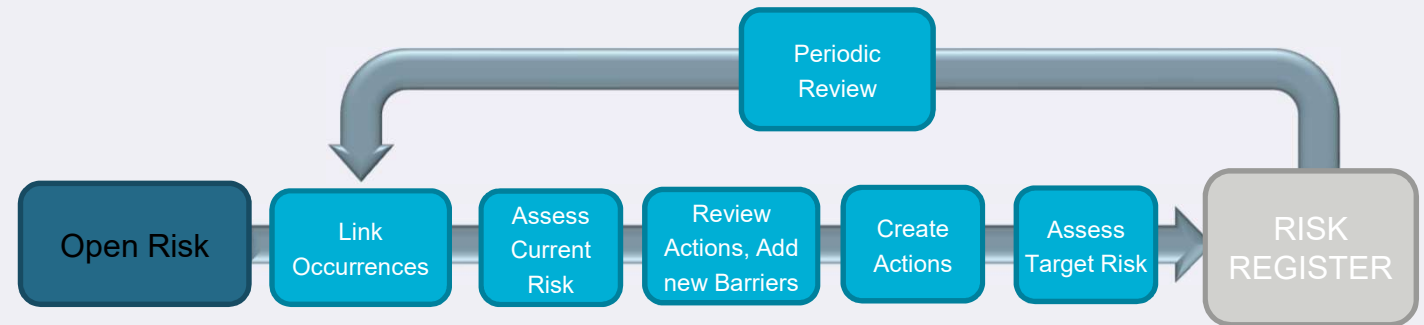 Periodic
Review
Open Risk
Link
Occurrences
Assess
Current
Risk
Review
Actions, Add
new Barriers
Create
Actions
Assess
Target Risk
RISK
REGISTER